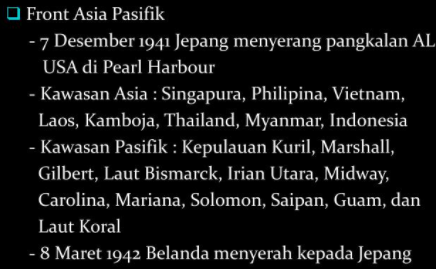 Front Asia Pasifik
- 7 Desember 1941 Jepang menyerang pangkalan AL
USA di Pearl Harbour
- Kawasan Asia : Singapura, Philipina, Vietnam,
Laos, Kamboja, Thailand, Myanmar, Indonesia
- Kawasan Pasifik : Kepulauan Kuril, Marshall,
Gilbert, Laut Bismarck, Irian Utara, Midway,
Carolina, Mariana, Solomon, Saipan, Guam, dan
Laut Koral
- 8 Maret 1942 Belanda menyerah kepada Jepang